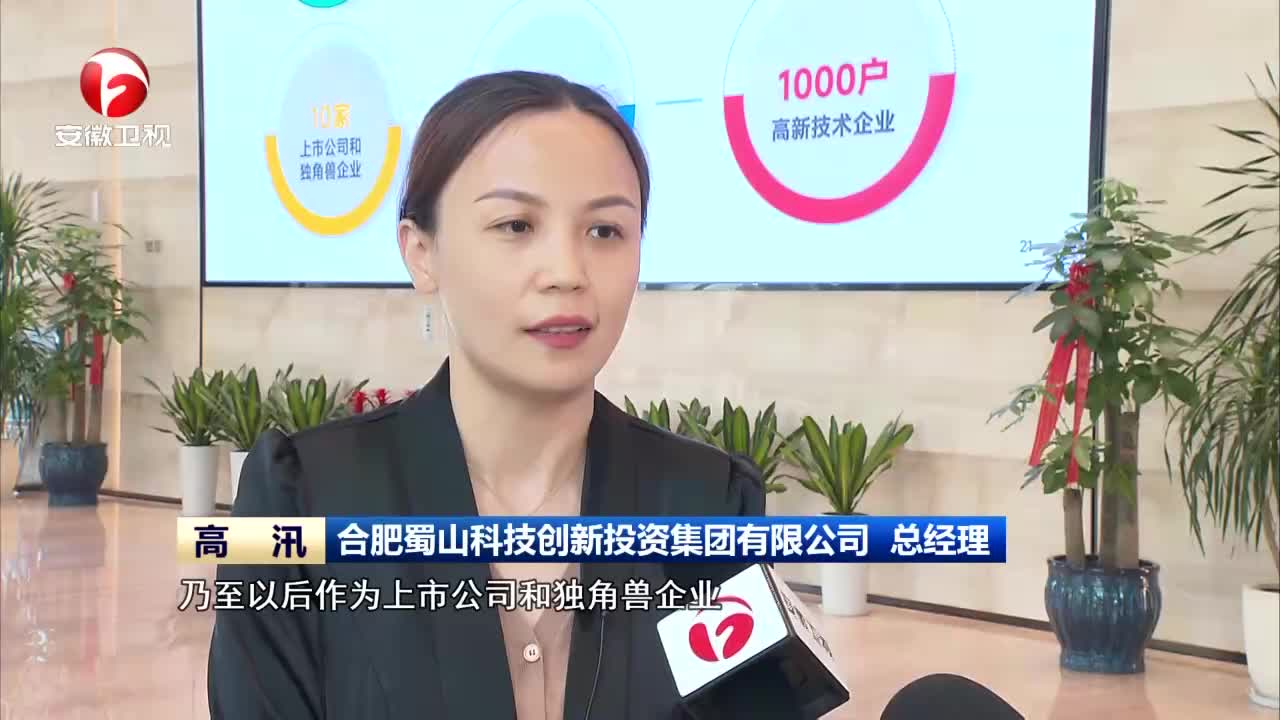 安徽卫视
10家
上市公司和
独角兽企业
1000户
高新技术企业
21
高 汛
合肥蜀山科技创新投资集团有限公司 总经理
乃至以后作为上市公司和独角兽企业